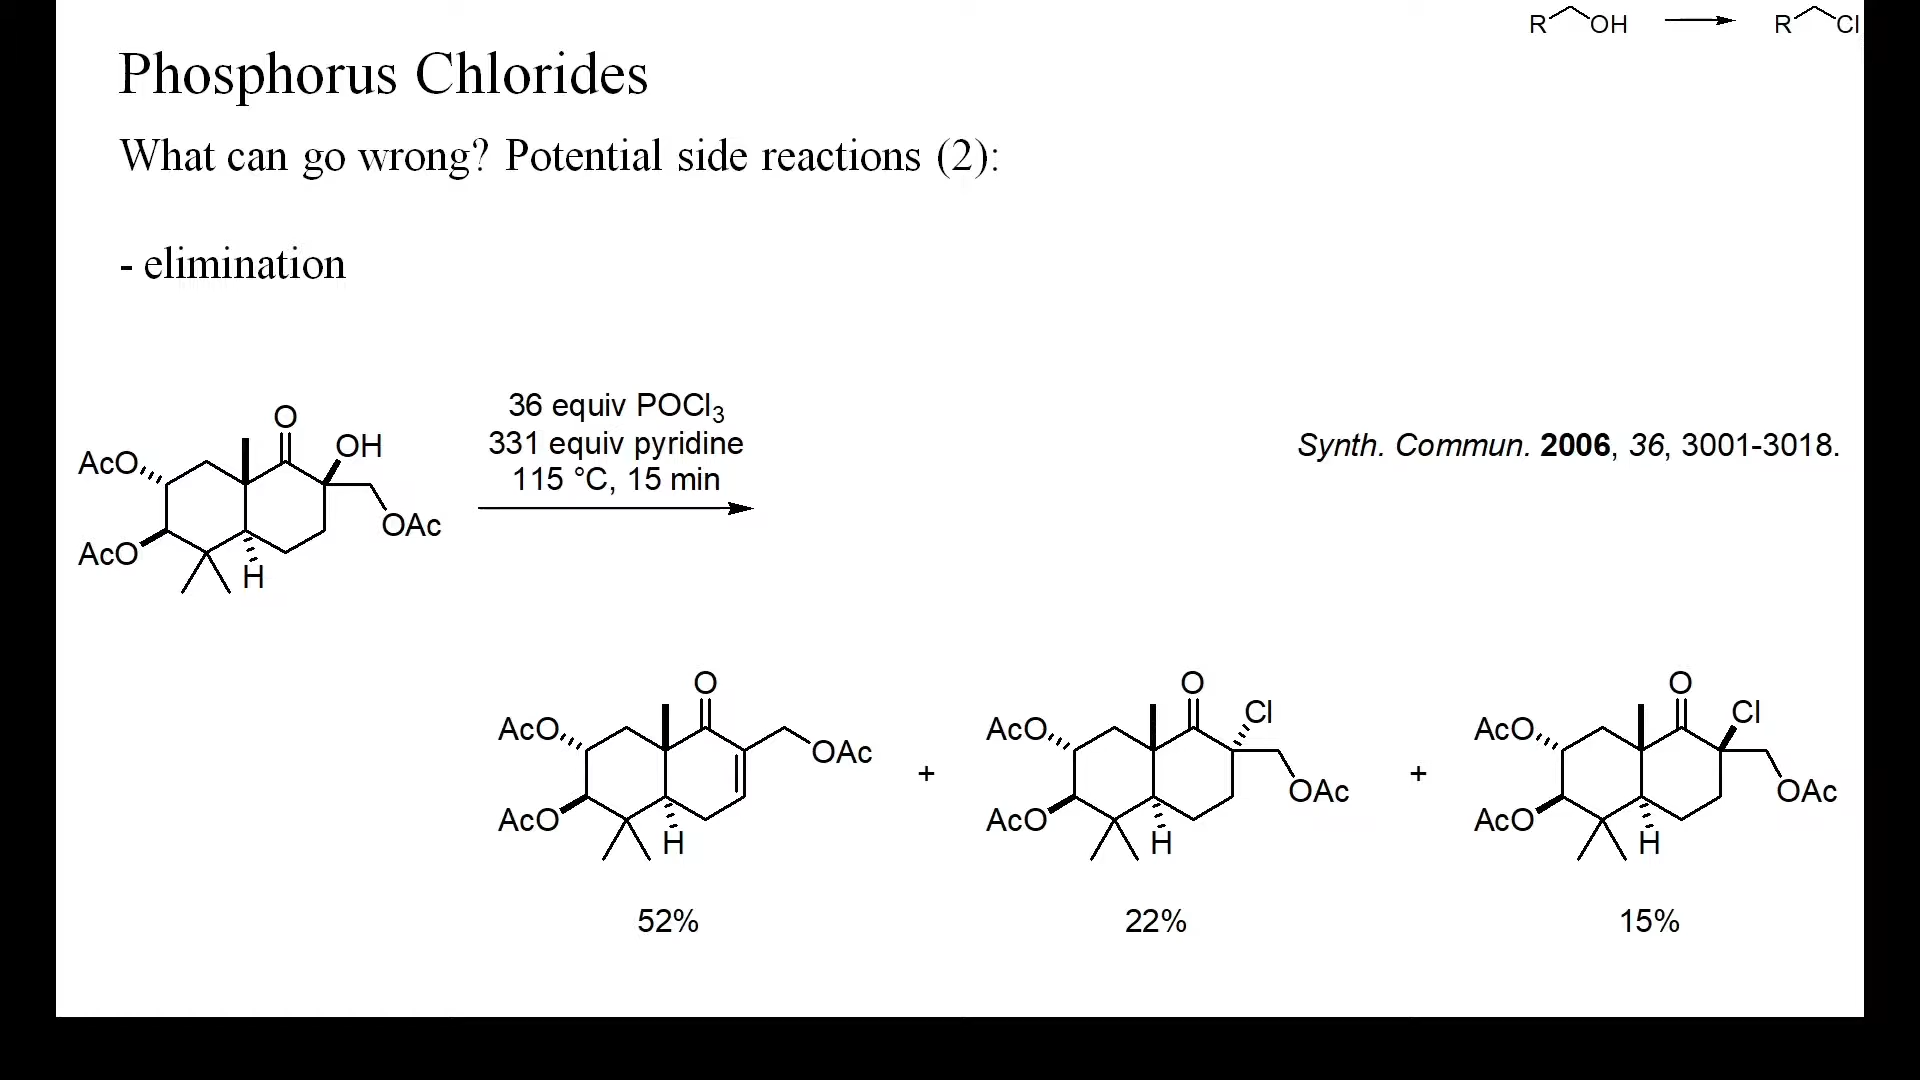 R OH R Cl
Phosphorus Chlorides
What can go wrong? Potential side reactions (2):
- elimination
36 equiv POCl₃
331 equiv pyridine
115 °C, 15 min
O
OH
AcO
OAc
AcO
H
Synth. Commun. 2006, 36, 3001-3018.
O
AcO
OAc
AcO
H
52%
+
O
Cl
AcO
OAc
AcO
H
22%
+
O
Cl
AcO
OAc
AcO
H
15%